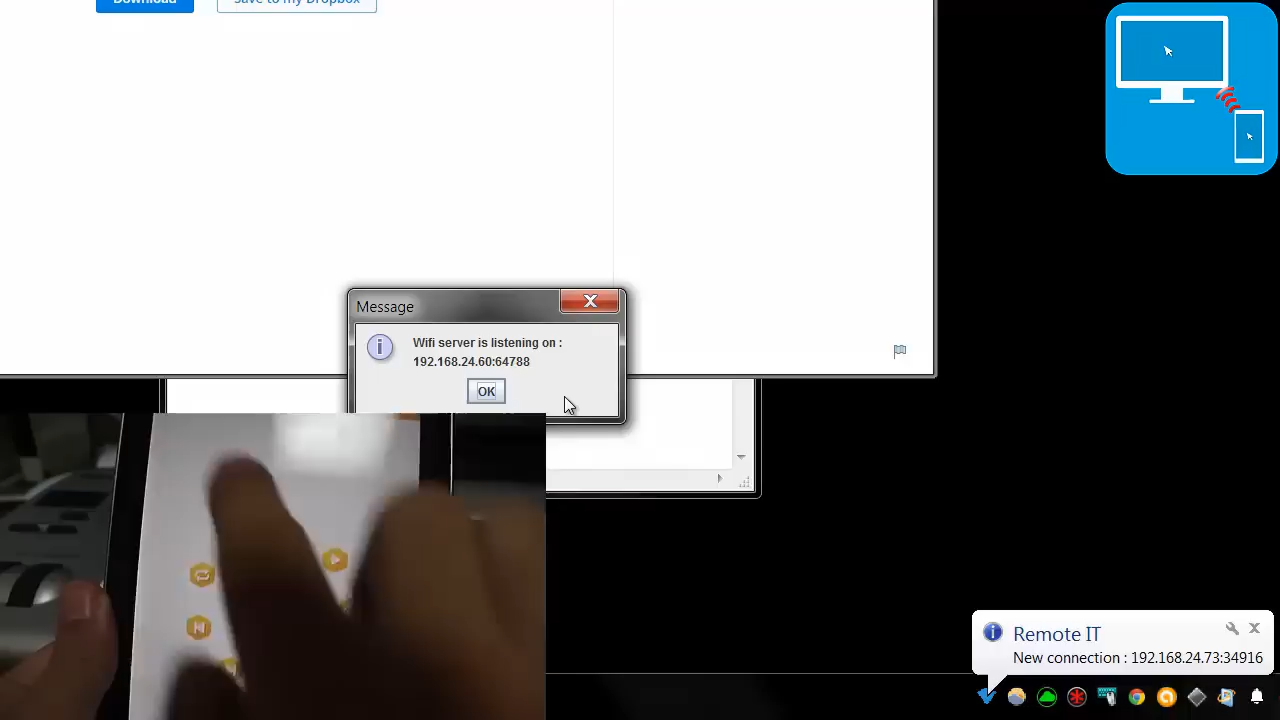 Download
Save to my Dropbox
Message
Wifi server is listening on :
192.168.24.60:64788
OK
Remote IT
New connection : 192.168.24.73:34916